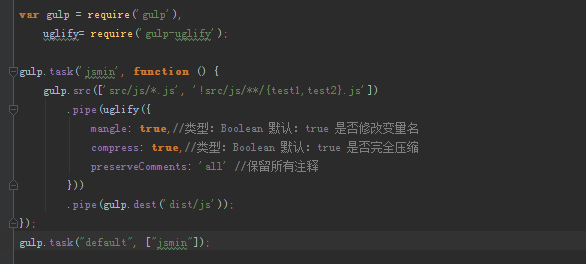 var gulp = require('gulp'),
uglify= require('gulp-uglify');
gulp.task('jsmin', function () {
gulp.src(['src/js/*.js', '!src/js/**/{test1,test2}.js'])
.pipe(uglify({
mangle: true,//类型：Boolean 默认：true 是否修改变量名
compress: true,//类型：Boolean 默认：true 是否完全压缩
preserveComments: 'all' //保留所有注释
}))
.pipe(gulp.dest('dist/js'));
});
gulp.task("default", ["jsmin"]);